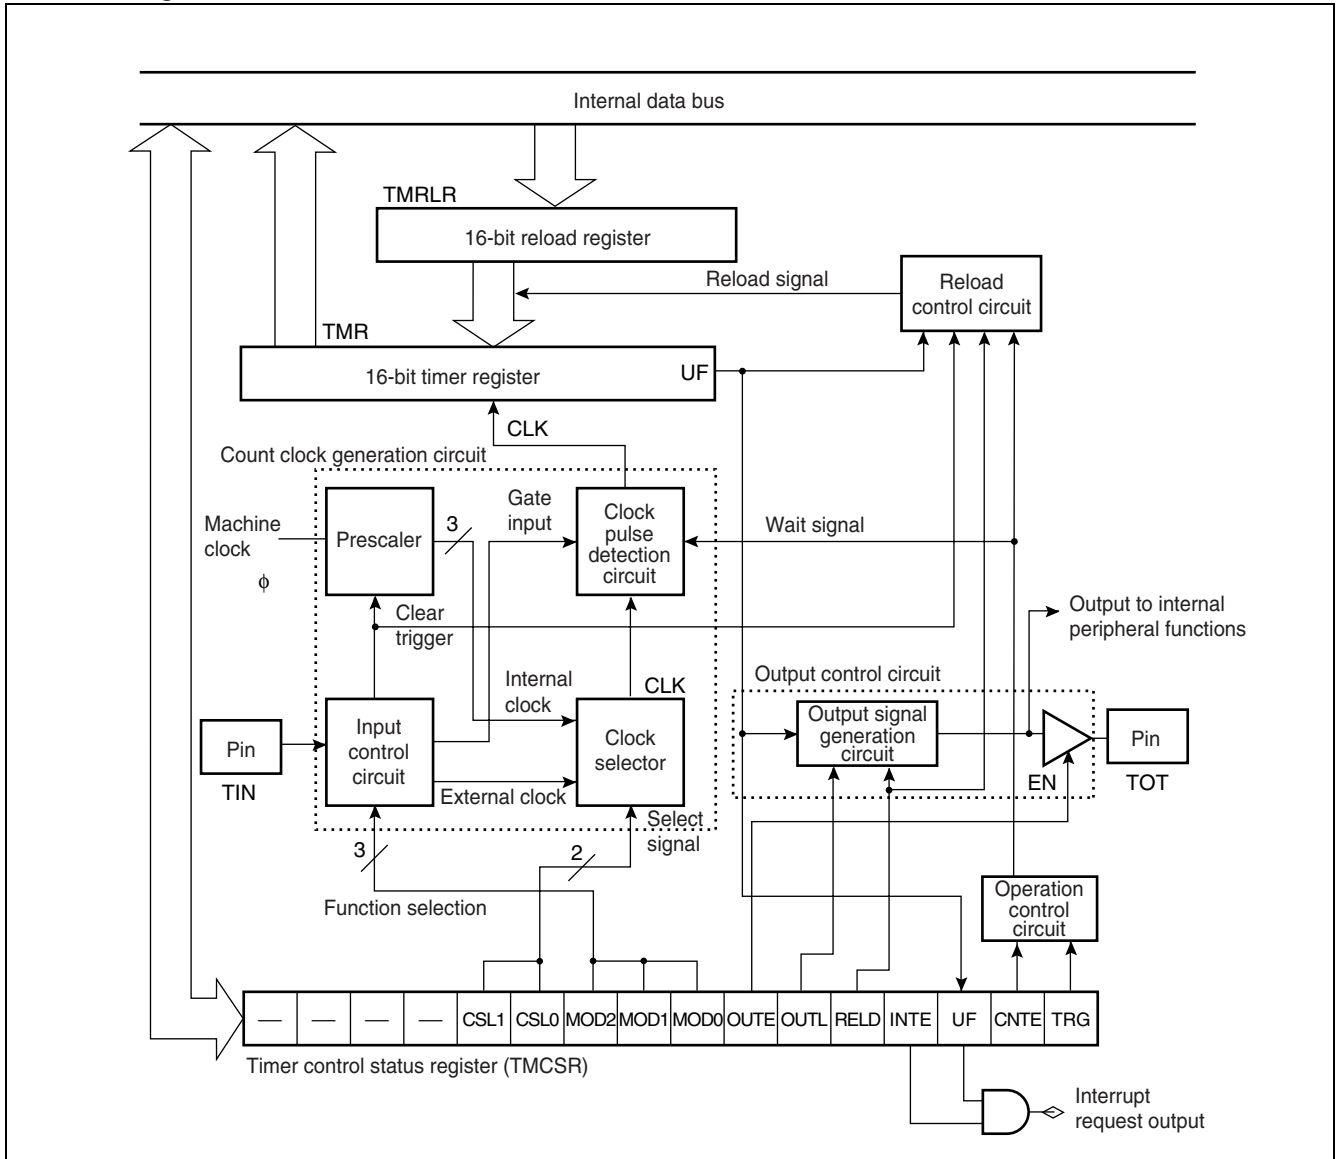 Internal data bus
TMRLR
16-bit reload register
Reload signal
Reload
control circuit
TMR
16-bit timer register
UF
CLK
Count clock generation circuit
Machine
clock
ϕ
Prescaler
3
Gate
input
Clock
pulse
detection
circuit
Wait signal
Clear
trigger
Output to internal
peripheral functions
Internal
clock
CLK
Output control circuit
Pin
TIN
Input
control
circuit
Clock
selector
External clock
Output signal
generation
circuit
EN
Pin
TOT
Select
signal
3
2
Function selection
Operation
control
circuit
— — — — CSL1 CSL0 MOD2 MOD1 MOD0 OUTE OUTL RELD INTE UF CNTE TRG
Timer control status register (TMCSR)
Interrupt
request output